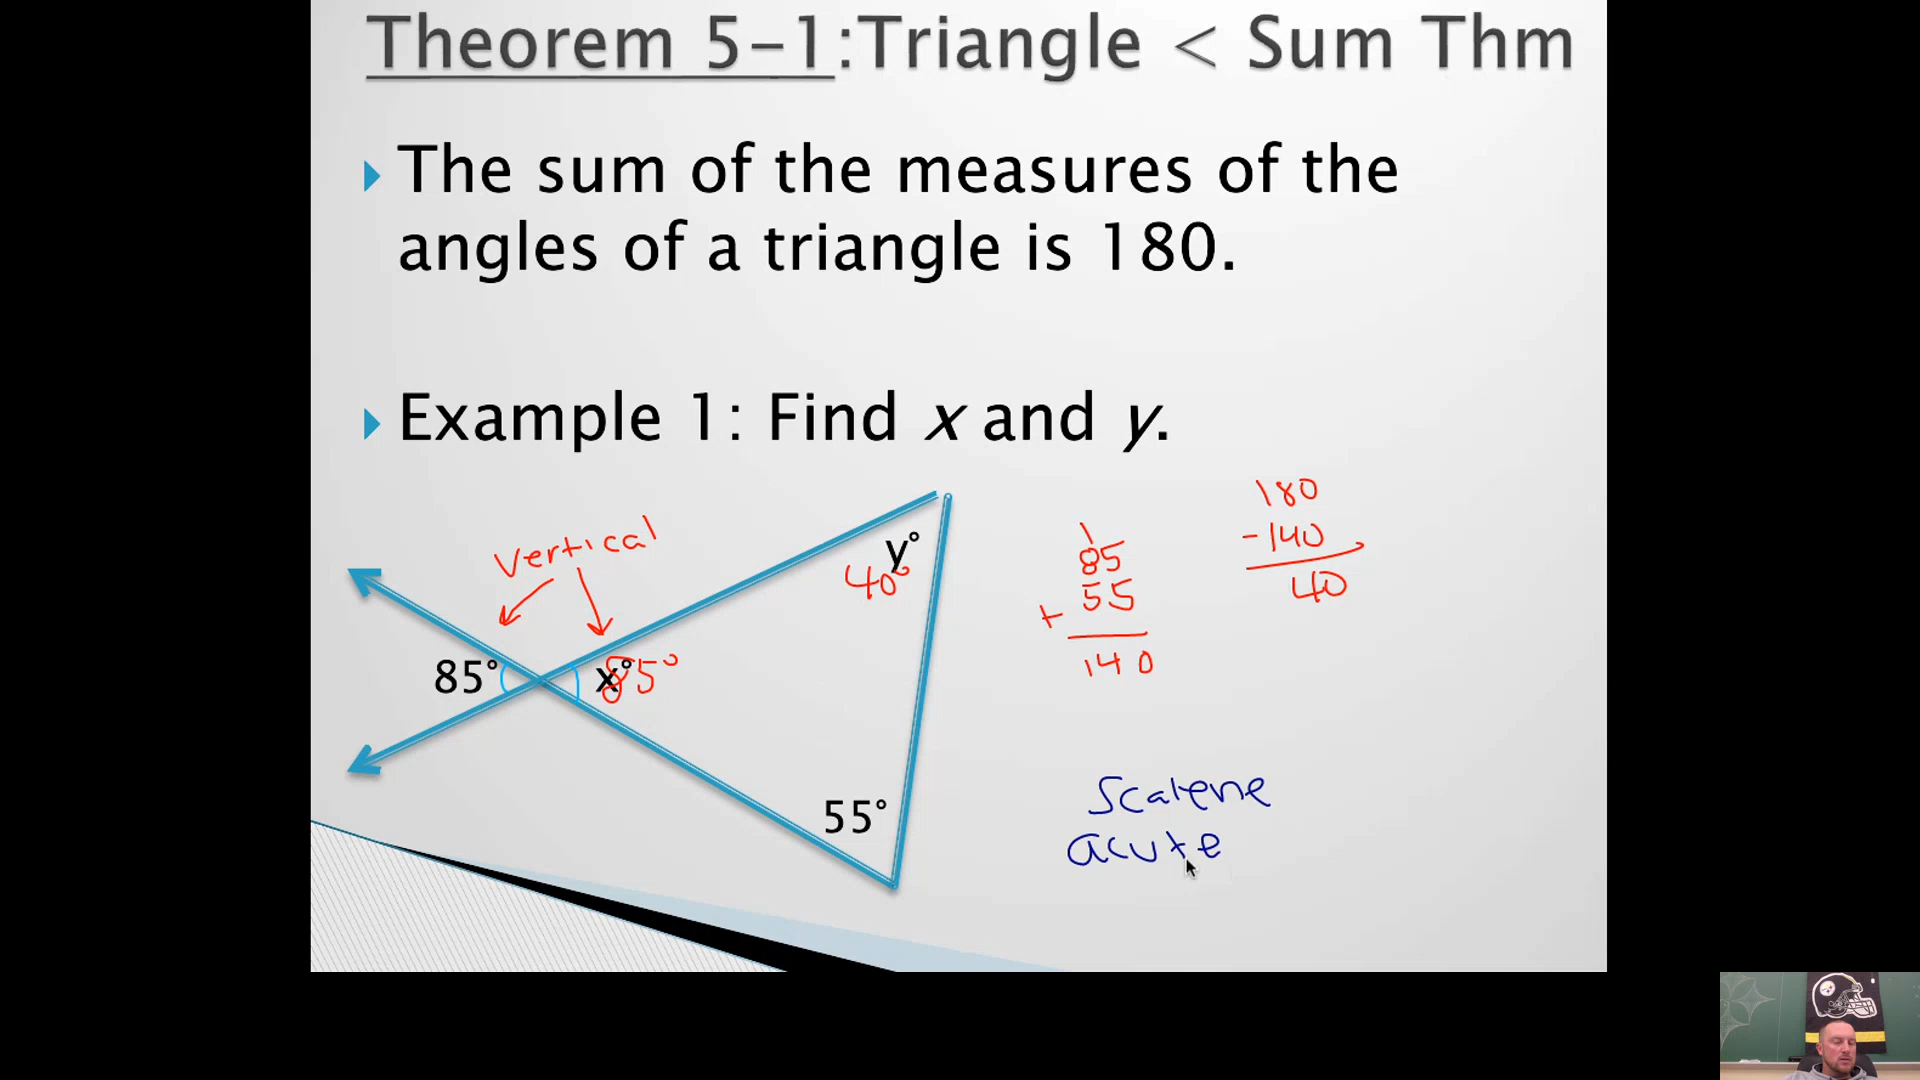 Theorem 5-1:Triangle < Sum Thm
The sum of the measures of the
angles of a triangle is 180.
Example 1: Find x and y.
vertical
85°
x°
85°
y°
40°
55°
1
85
+ 55
140
180
-140
40
Scalene
acute